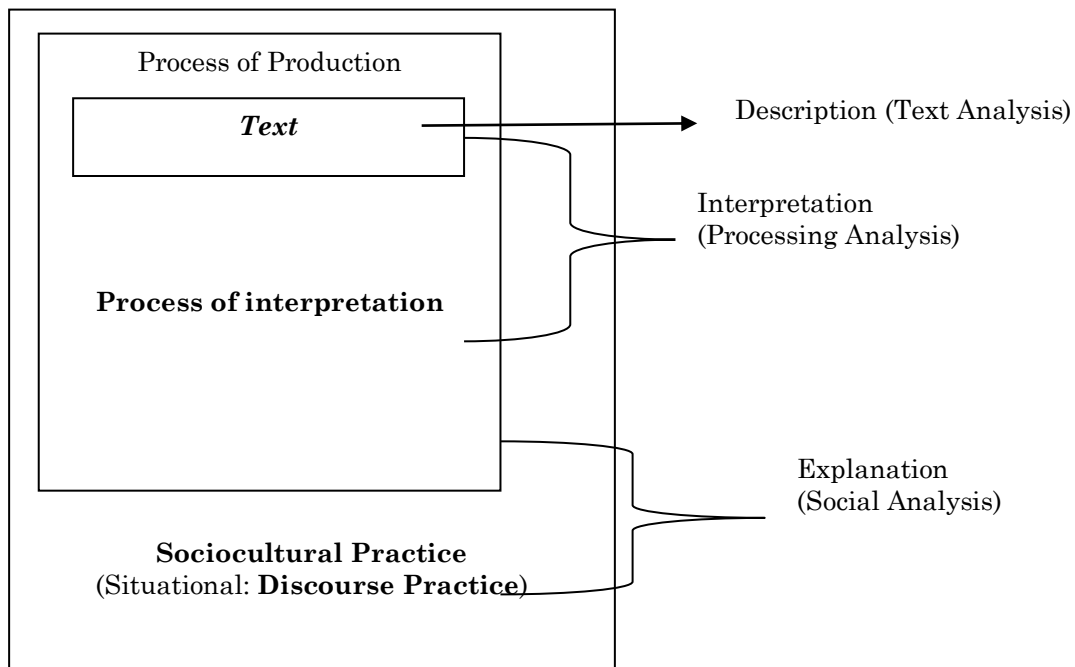 Process of Production
Text
Description (Text Analysis)
Interpretation
(Processing Analysis)
Process of interpretation
Explanation
(Social Analysis)
Sociocultural Practice
(Situational: Discourse Practice)